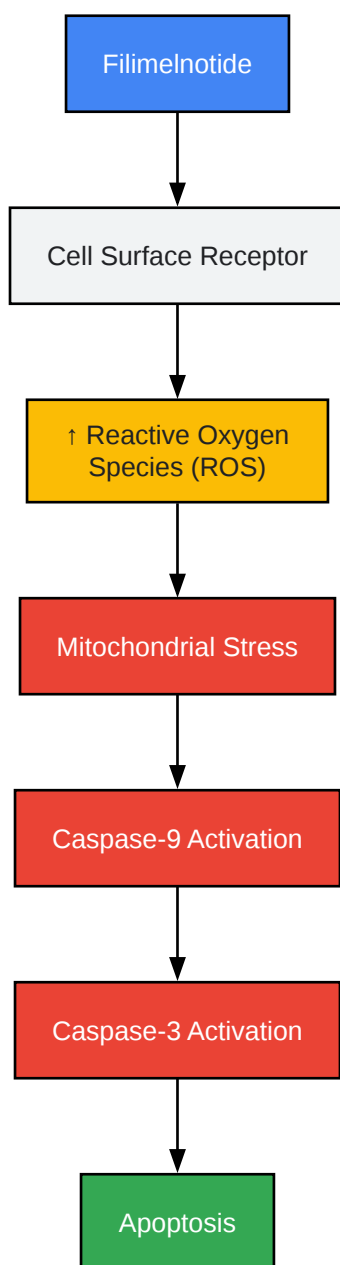 Filimelnotide
Cell Surface Receptor
↑ Reactive Oxygen
Species (ROS)
Mitochondrial Stress
Caspase-9 Activation
Caspase-3 Activation
Apoptosis